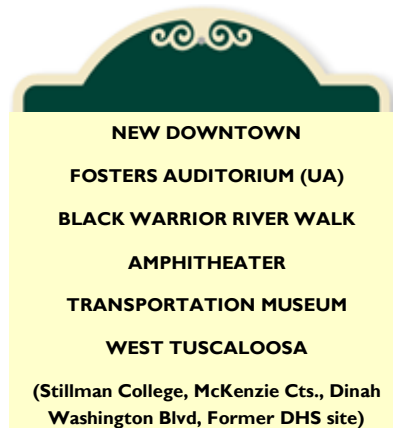 NEW DOWNTOWN
FOSTERS AUDITORIUM (UA)
BLACK WARRIOR RIVER WALK
AMPHITHEATER
TRANSPORTATION MUSEUM
WEST TUSCALOOSA
(Stillman College, McKenzie Cts., Dinah
Washington Blvd, Former DHS site)